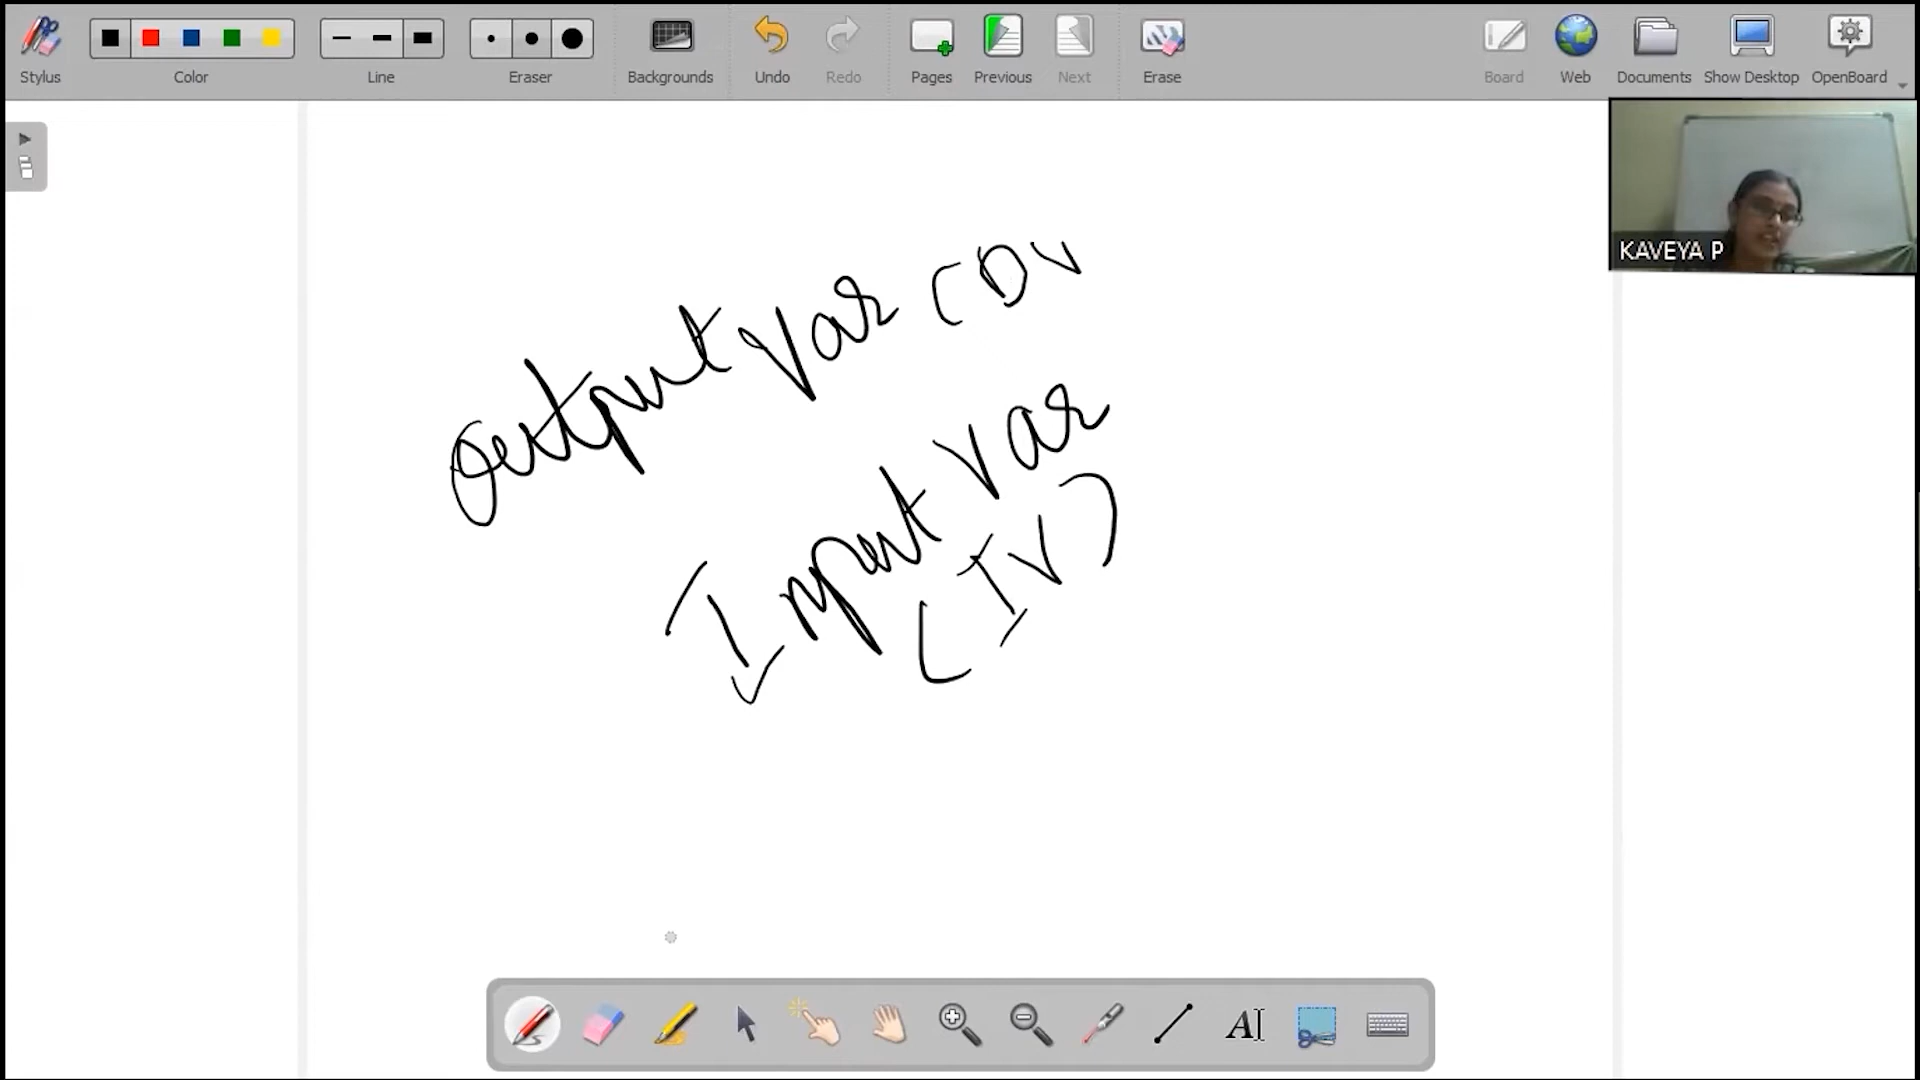 Stylus
Color
Line
Eraser
Backgrounds
Undo
Redo
Pages
Previous
Next
Erase
Board
Web
Documents
Show Desktop
OpenBoard
KAVEYA P
Output Var (DV
Input Var
(IV)